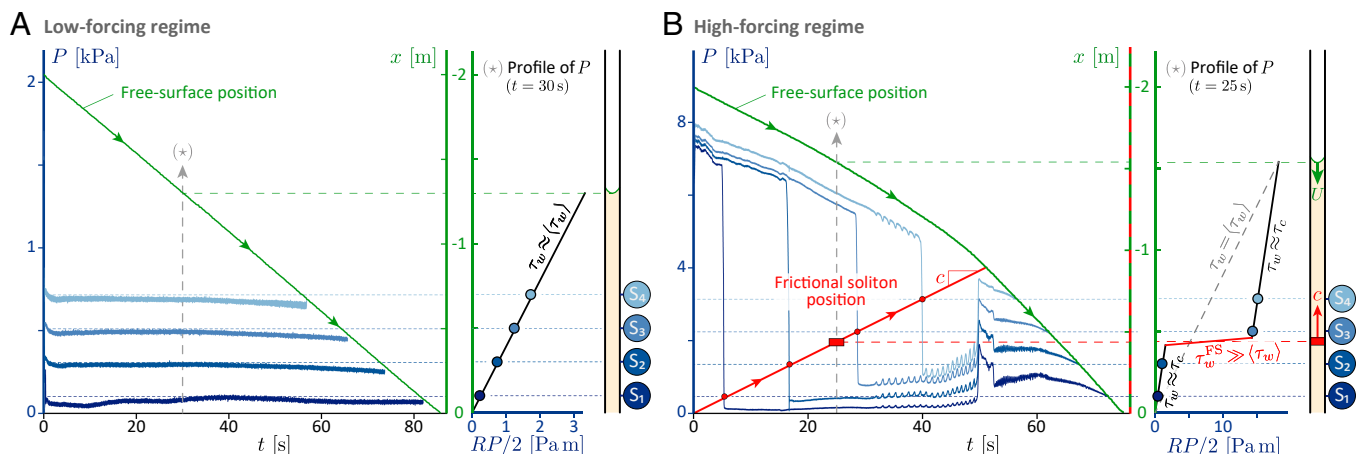 A Low-forcing regime
P [kPa]
x [m]
(⋆) Profile of P
(t = 30 s)
Free-surface position
(⋆)
τw ≈ ⟨τw⟩
2
1
0
-2
-1
0
S4
S3
S2
S1
0 20 40 60 80
t [s]
0 1 2 3
RP/2 [Pa m]
B High-forcing regime
P [kPa]
x [m]
(⋆) Profile of P
(t = 25 s)
Free-surface position
(⋆)
Frictional soliton
position
c
τw = ⟨τw⟩
τw ≈ τc
τw ≈ τc
τwFS ≫ ⟨τw⟩
U
c
8
4
0
-2
-1
0
S4
S3
S2
S1
0 20 40 60
t [s]
0 10
RP/2 [Pa m]